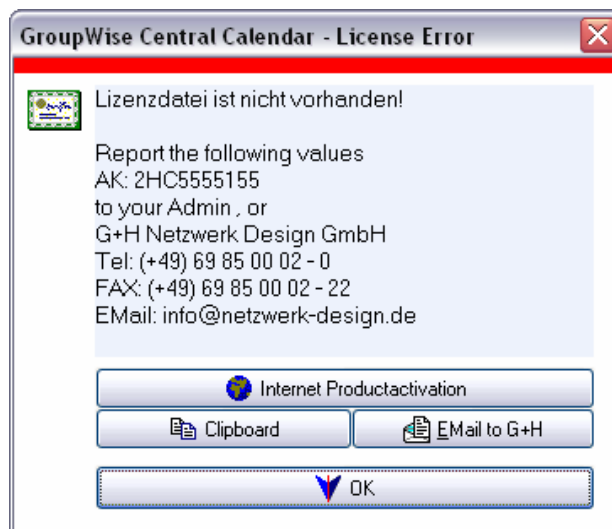 GroupWise Central Calendar - License Error
Lizenzdatei ist nicht vorhanden!
Report the following values
AK: 2HC5555155
to your Admin , or
G+H Netzwerk Design GmbH
Tel: (+49) 69 85 00 02 - 0
FAX: (+49) 69 85 00 02 - 22
EMail: info@netzwerk-design.de
Internet Productactivation
Clipboard
EMail to G+H
OK